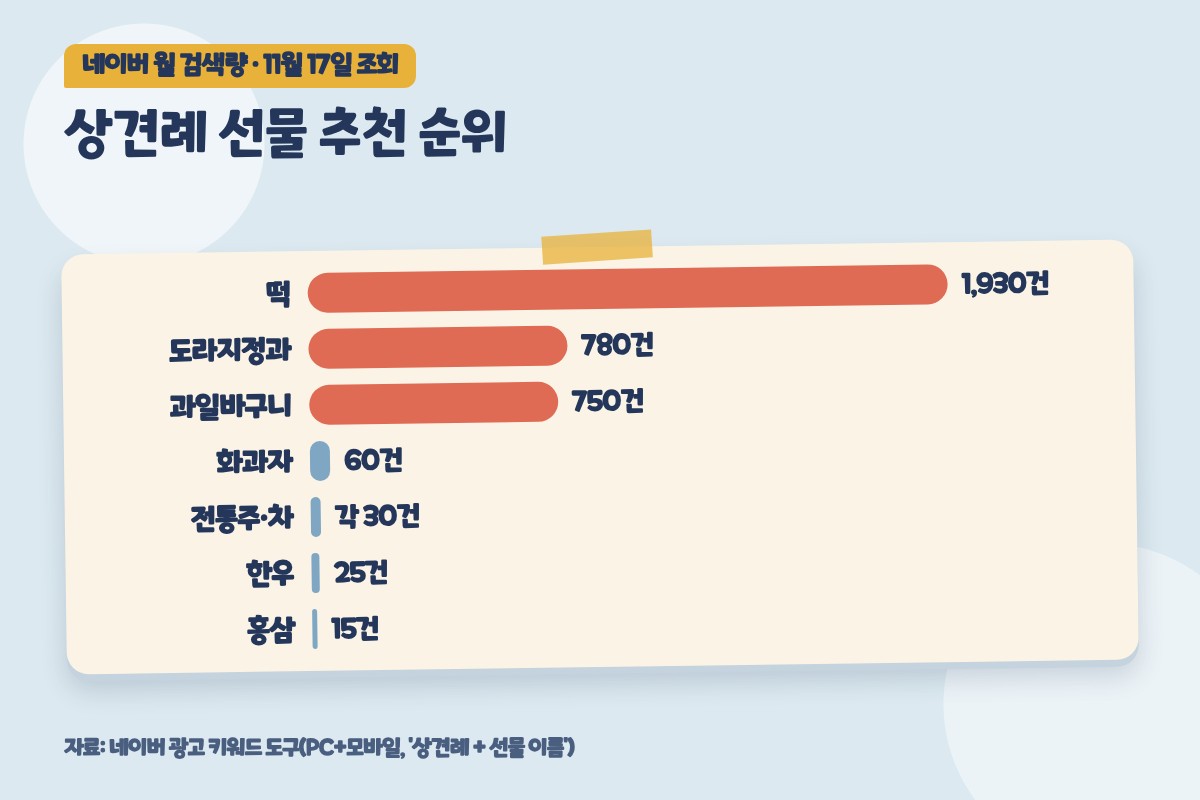 네이버 월 검색량 · 11월 17일 조회
상견례 선물 추천 순위
떡 1,930건
도라지정과 780건
과일바구니 750건
화과자 60건
전통주·차 각 30건
한우 25건
홍삼 15건
자료: 네이버 광고 키워드 도구(PC+모바일, '상견례 + 선물 이름')